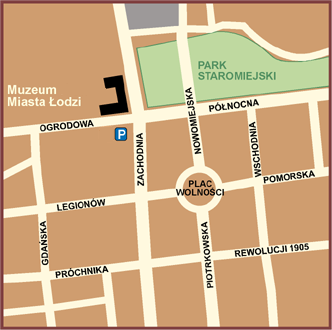 PARK
STAROMIEJSKI
Muzeum
Miasta Łodzi
PÓŁNOCNA
OGRODOWA
P
NOWOMIEJSKA
ZACHODNIA
WSCHODNIA
PLAC
WOLNOŚCI
POMORSKA
LEGIONÓW
GDAŃSKA
PIOTRKOWSKA
REWOLUCJI 1905
PRÓCHNIKA